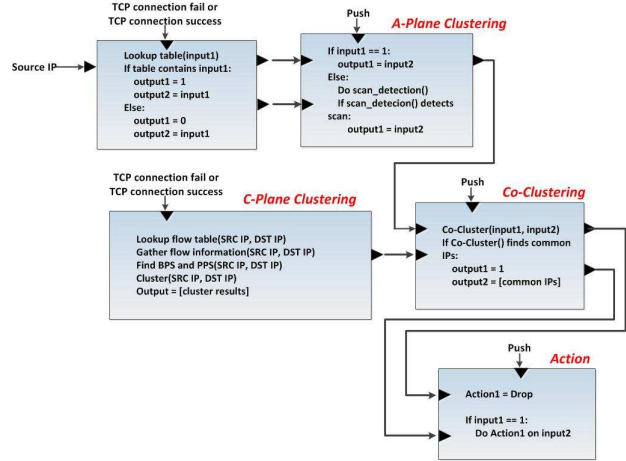 TCP connection fail or
TCP connection success
Source IP
Lookup table(input1)
If table contains input1:
output1 = 1
output2 = input1
Else:
output1 = 0
output2 = input1
Push
A-Plane Clustering
If input1 == 1:
output1 = input2
Else:
Do scan_detection()
If scan_detecion() detects
scan:
output1 = input2
TCP connection fail or
TCP connection success
C-Plane Clustering
Lookup flow table(SRC IP, DST IP)
Gather flow information(SRC IP, DST IP)
Find BPS and PPS(SRC IP, DST IP)
Cluster(SRC IP, DST IP)
Output = [cluster results]
Push
Co-Clustering
Co-Cluster(input1, input2)
If Co-Cluster() finds common
IPs:
output1 = 1
output2 = [common IPs]
Push
Action
Action1 = Drop
If input1 == 1:
Do Action1 on input2